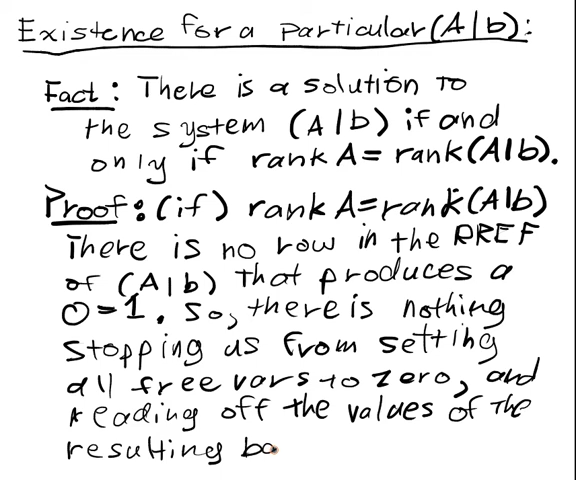 Existence for a particular (A|b):
Fact: There is a solution to
the system (A|b) if and
only if rank A = rank(A|b).
Proof: (if) rank A = rank(A|b)
There is no row in the RREF
of (A|b) that produces a
0=1. So, there is nothing
stopping us from setting
all free vars to zero, and
reading off the values of the
resulting ba